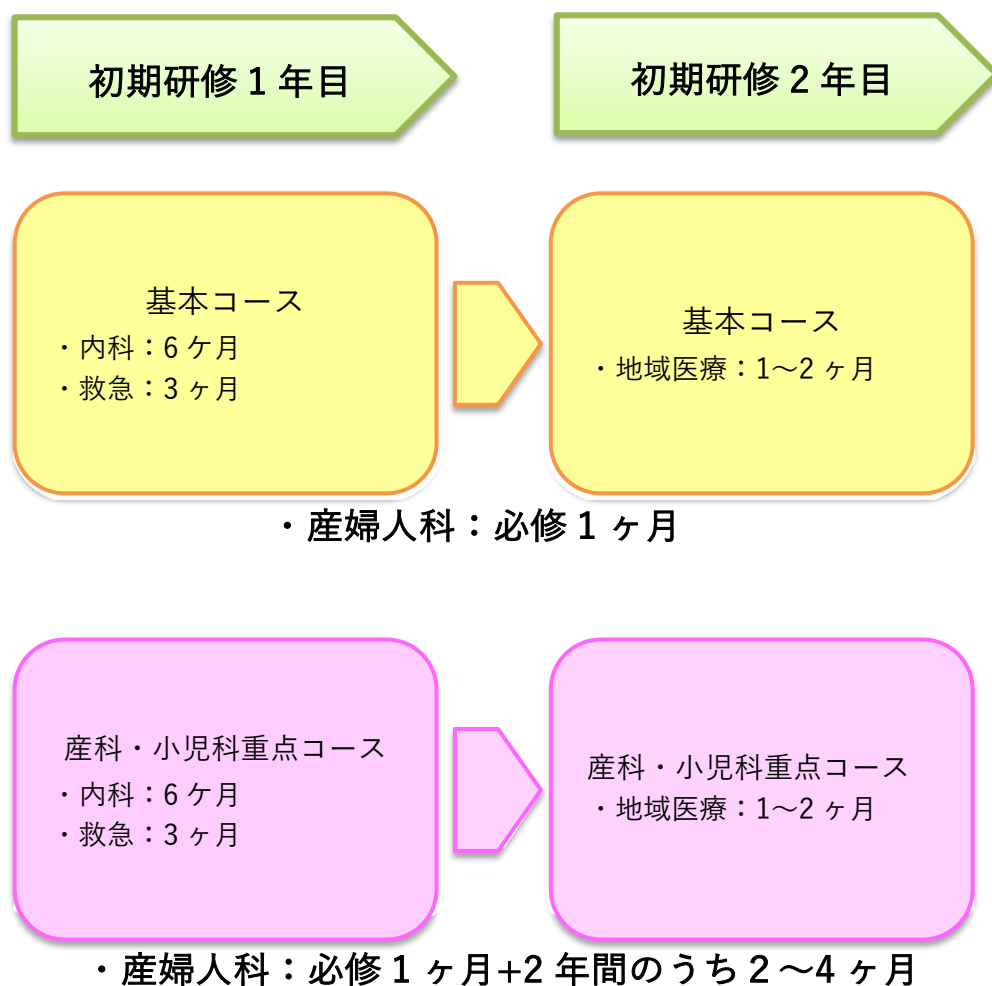 初期研修1年目
初期研修2年目
基本コース
・内科：6ケ月
・救急：3ヶ月
基本コース
・地域医療：1～2ヶ月
・産婦人科：必修1ヶ月
産科・小児科重点コース
・内科：6ケ月
・救急：3ヶ月
産科・小児科重点コース
・地域医療：1～2ヶ月
・産婦人科：必修1ヶ月+2年間のうち2～4ヶ月